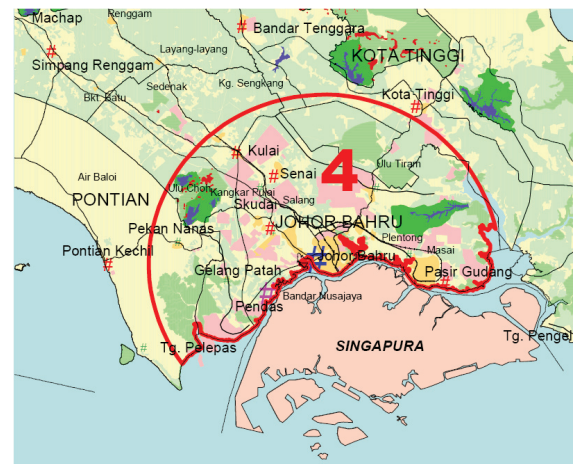 Machap
Renggam
Bandar Tenggara
Simpang Renggam
Layang-layang
KOTA TINGGI
Sedenak
Kg. Sengkang
Bkt. Batu
Kota Tinggi
Kulai
4
Ulu Tiram
Air Baloi
Senai
Ulu Choh
Kangkar Pulai
PONTIAN
Skudai
Salang
JOHOR BAHRU
Pekan Nanas
Plentong
Pontian Kechil
Johor Bahru
Masai
Gelang Patah
Pasir Gudang
Bandar Nusajaya
Pendas
Tg. Pelepas
SINGAPURA
Tg. Pengel